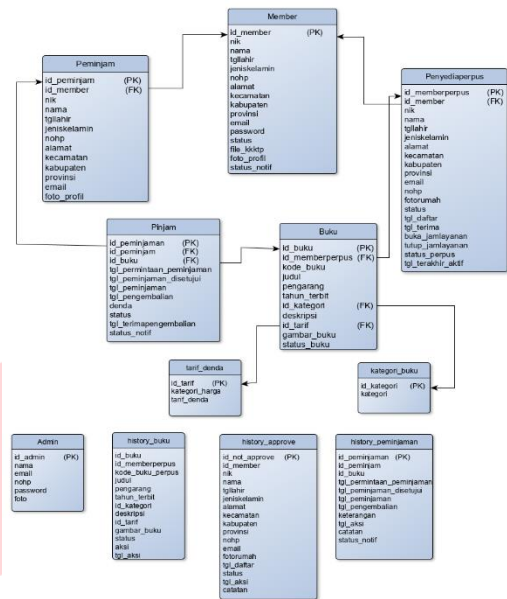 Member
id_member (PK)
nik
nama
tgllahir
jeniskelamin
nohp
alamat
kecamatan
kabupaten
provinsi
email
password
status
file_kkktp
foto_profil
status_notif
Peminjam
id_peminjam (PK)
id_member (FK)
nik
nama
tgllahir
jeniskelamin
nohp
alamat
kecamatan
kabupaten
provinsi
email
foto_profil
Penyediaperpus
id_memberperpus (PK)
id_member (FK)
nik
nama
tgllahir
jeniskelamin
alamat
kecamatan
kabupaten
provinsi
email
nohp
fotorumah
status
tgl_daftar
tgl_terima
buka_jamlayanan
tutup_jamlayanan
status_perpus
tgl_terakhir_aktif
Pinjam
id_peminjaman (PK)
id_peminjam (FK)
id_buku (FK)
tgl_permintaan_peminjaman
tgl_peminjaman_disetujui
tgl_peminjaman
tgl_pengembalian
denda
status
tgl_terimapengembalian
status_notif
Buku
id_buku (PK)
id_memberperpus (FK)
kode_buku
judul
pengarang
tahun_terbit
id_kategori (FK)
deskripsi
id_tarif (FK)
gambar_buku
status_buku
tarif_denda
id_tarif (PK)
kategori_harga
tarif_denda
kategori_buku
id_kategori (PK)
kategori
Admin
id_admin (PK)
nama
email
nohp
password
foto
history_buku
id_buku
id_memberperpus
kode_buku_perpus
judul
pengarang
tahun_terbit
id_kategori
deskripsi
id_tarif
gambar_buku
status
aksi
tgl_aksi
history_approve
id_not_approve (PK)
id_member
nik
nama
tgllahir
jeniskelamin
alamat
kecamatan
kabupaten
provinsi
nohp
email
fotorumah
tgl_daftar
status
tgl_aksi
catatan
history_peminjaman
id_peminjaman (PK)
id_peminjam
id_buku
tgl_permintaan_peminjaman
tgl_peminjaman_disetujui
tgl_peminjaman
tgl_pengembalian
keterangan
tgl_aksi
catatan
status_notif